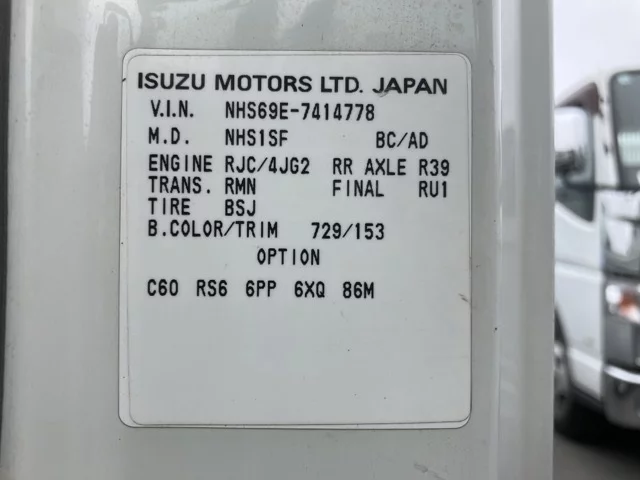 ISUZU MOTORS LTD. JAPAN
V.I.N. NHS69E-7414778
M.D. NHS1SF BC/AD
ENGINE RJC/4JG2 RR AXLE R39
TRANS. RMN FINAL RU1
TIRE BSJ
B.COLOR/TRIM 729/153
OPTION
C60 RS6 6PP 6XQ 86M